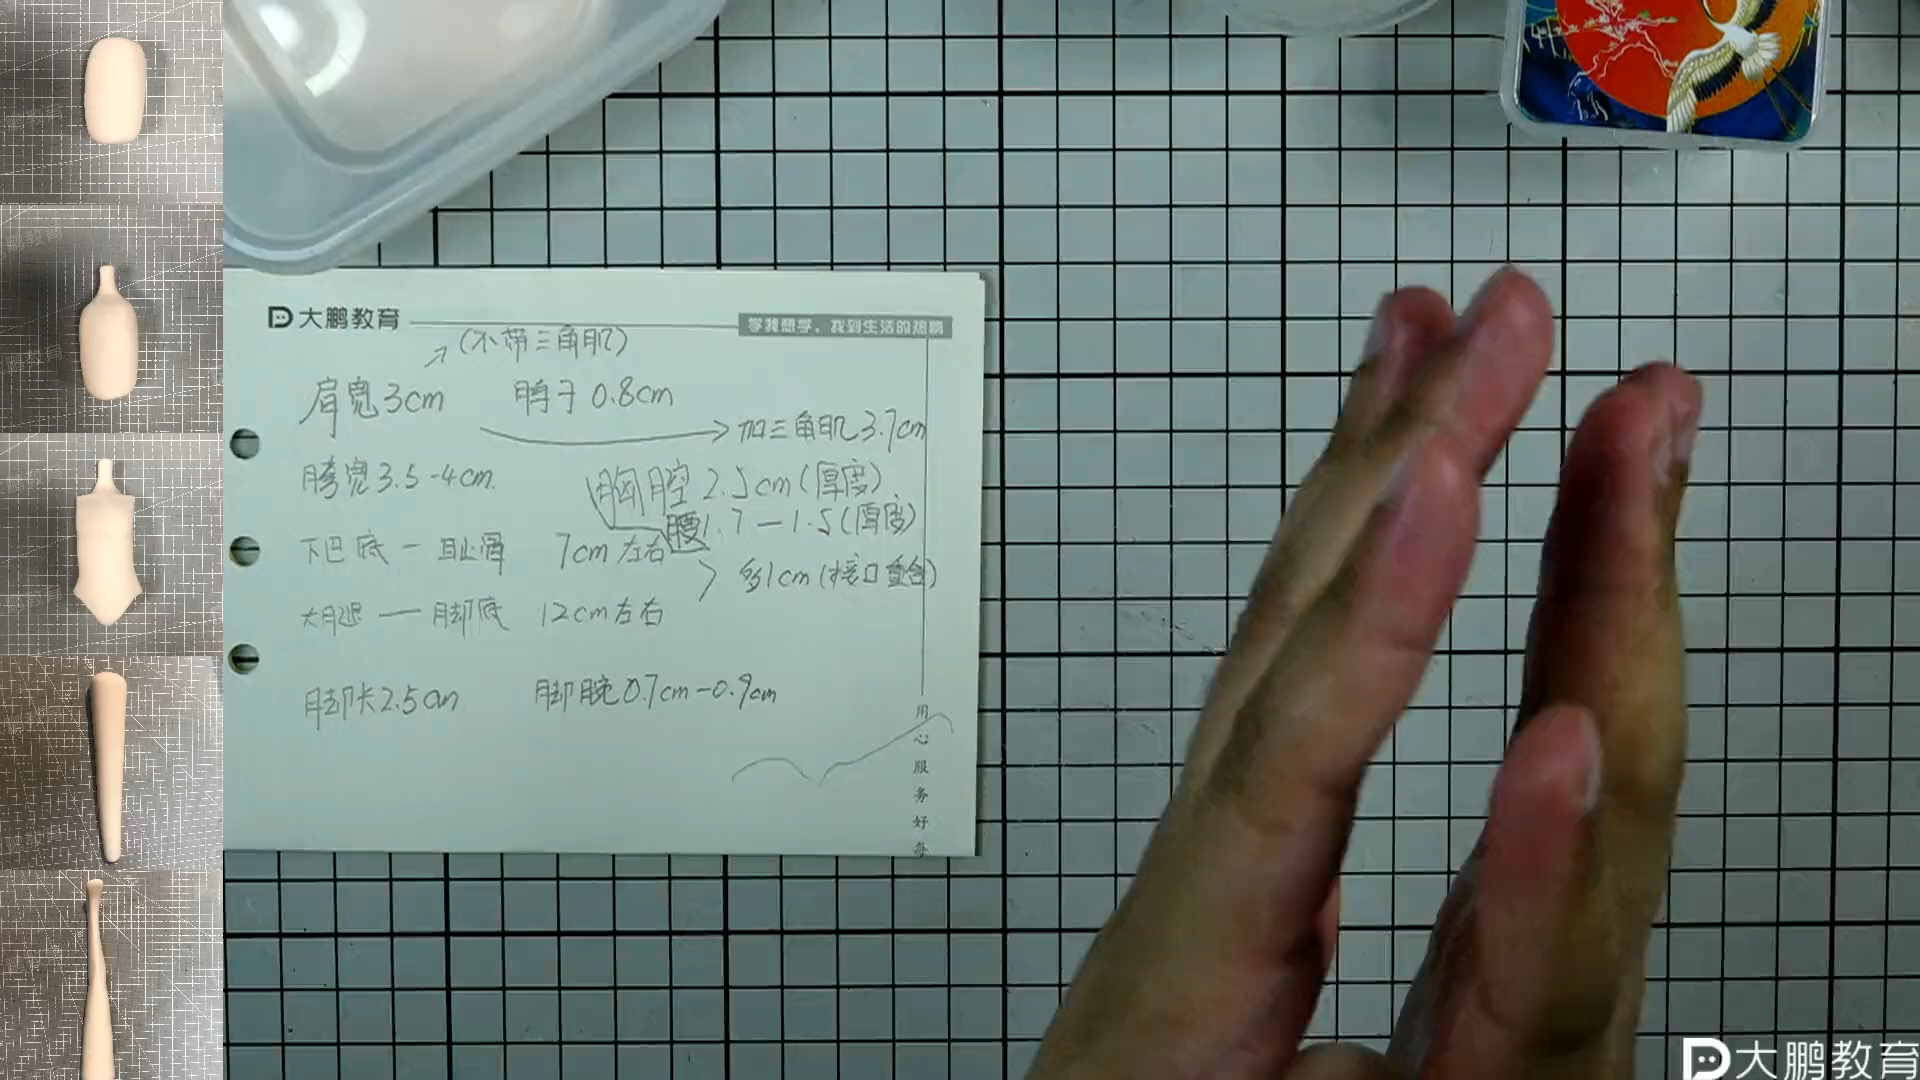 大鹏教育
学我想学，找到生活的热情
（不带三角肌）
肩宽3cm 脖子0.8cm
加三角肌3.7cm
胯宽3.5-4cm.
胸腔2.5cm（厚度）
腰1.7—1.5（厚度）
下巴底—耻骨 7cm左右
多1cm（接口重合）
大腿—脚底 12cm左右
脚长2.5cm 脚腕0.7cm-0.9cm
用心服务好每
大鹏教育